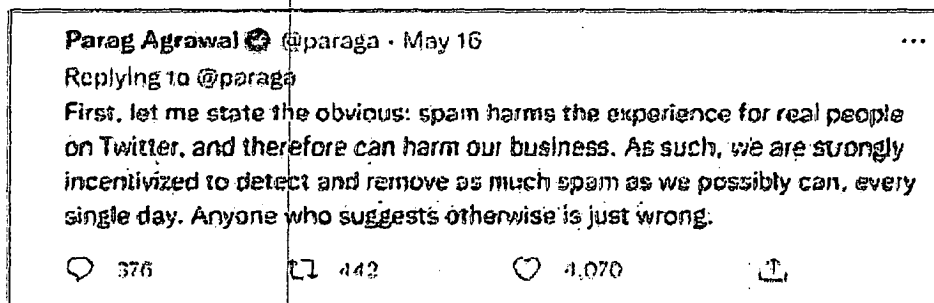 Parag Agrawal @paraga · May 16 ...
Replying to @paraga
First, let me state the obvious: spam harms the experience for real people
on Twitter, and therefore can harm our business. As such, we are strongly
incentivized to detect and remove as much spam as we possibly can, every
single day. Anyone who suggests otherwise is just wrong.
376 442 4,070